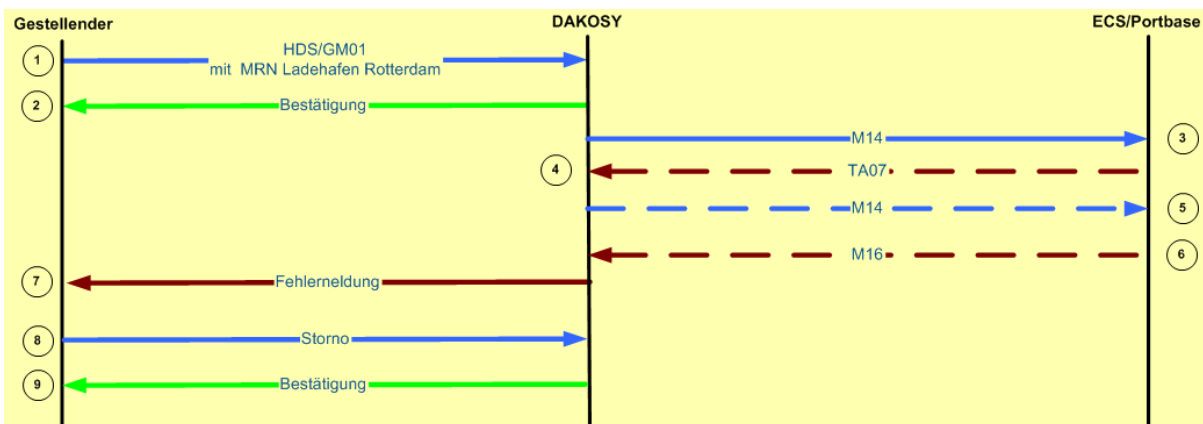 Gestellender
DAKOSY
ECS/Portbase
1
HDS/GM01
mit MRN Ladehafen Rotterdam
2
Bestätigung
M14
3
4
TA07
M14
5
M16
6
7
Fehlerneldung
8
Storno
9
Bestätigung